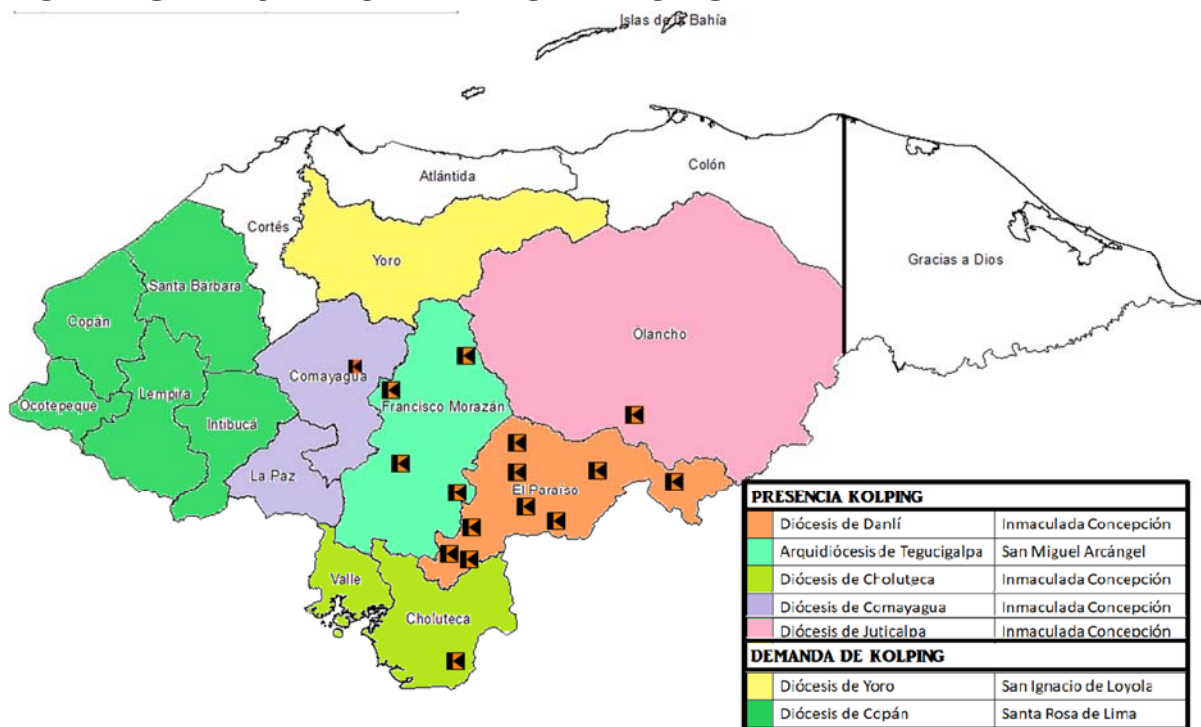 Islas de la Bahía
Colón
Atlántida
Cortés
Yoro
Gracias a Dios
Santa Bárbara
Copán
Olancho
Comayagua
Lempira
Ocotepeque
Francisco Morazán
Intibucá
La Paz
El Paraíso
Valle
Choluteca
PRESENCIA KOLPING
Diócesis de Danlí Inmaculada Concepción
Arquidiócesis de Tegucigalpa San Miguel Arcángel
Diócesis de Choluteca Inmaculada Concepción
Diócesis de Comayagua Inmaculada Concepción
Diócesis de Juticalpa Inmaculada Concepción
DEMANDA DE KOLPING
Diócesis de Yoro San Ignacio de Loyola
Diócesis de Copán Santa Rosa de Lima